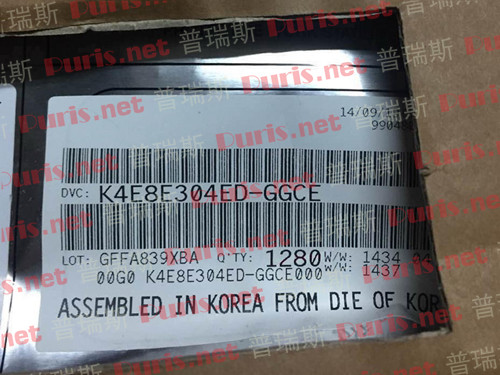 14/09/
9904
DVC: K4E8E304ED-GGCE
LOT: GFFA839XBA Q'TY: 1280 W/W: 1434 04
00G0 K4E8E304ED-GGCE000 W/W: 1437
ASSEMBLED IN KOREA FROM DIE OF KOR
Puris.net 普瑞斯